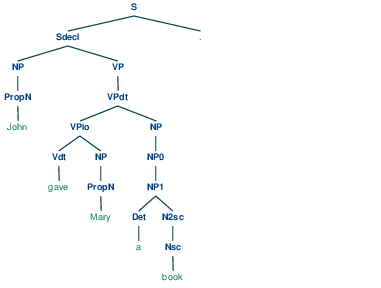 S
Sdecl .
NP VP
PropN VPdt
John VPio NP
Vdt NP NP0
gave PropN NP1
Mary Det N2sc
a Nsc
book